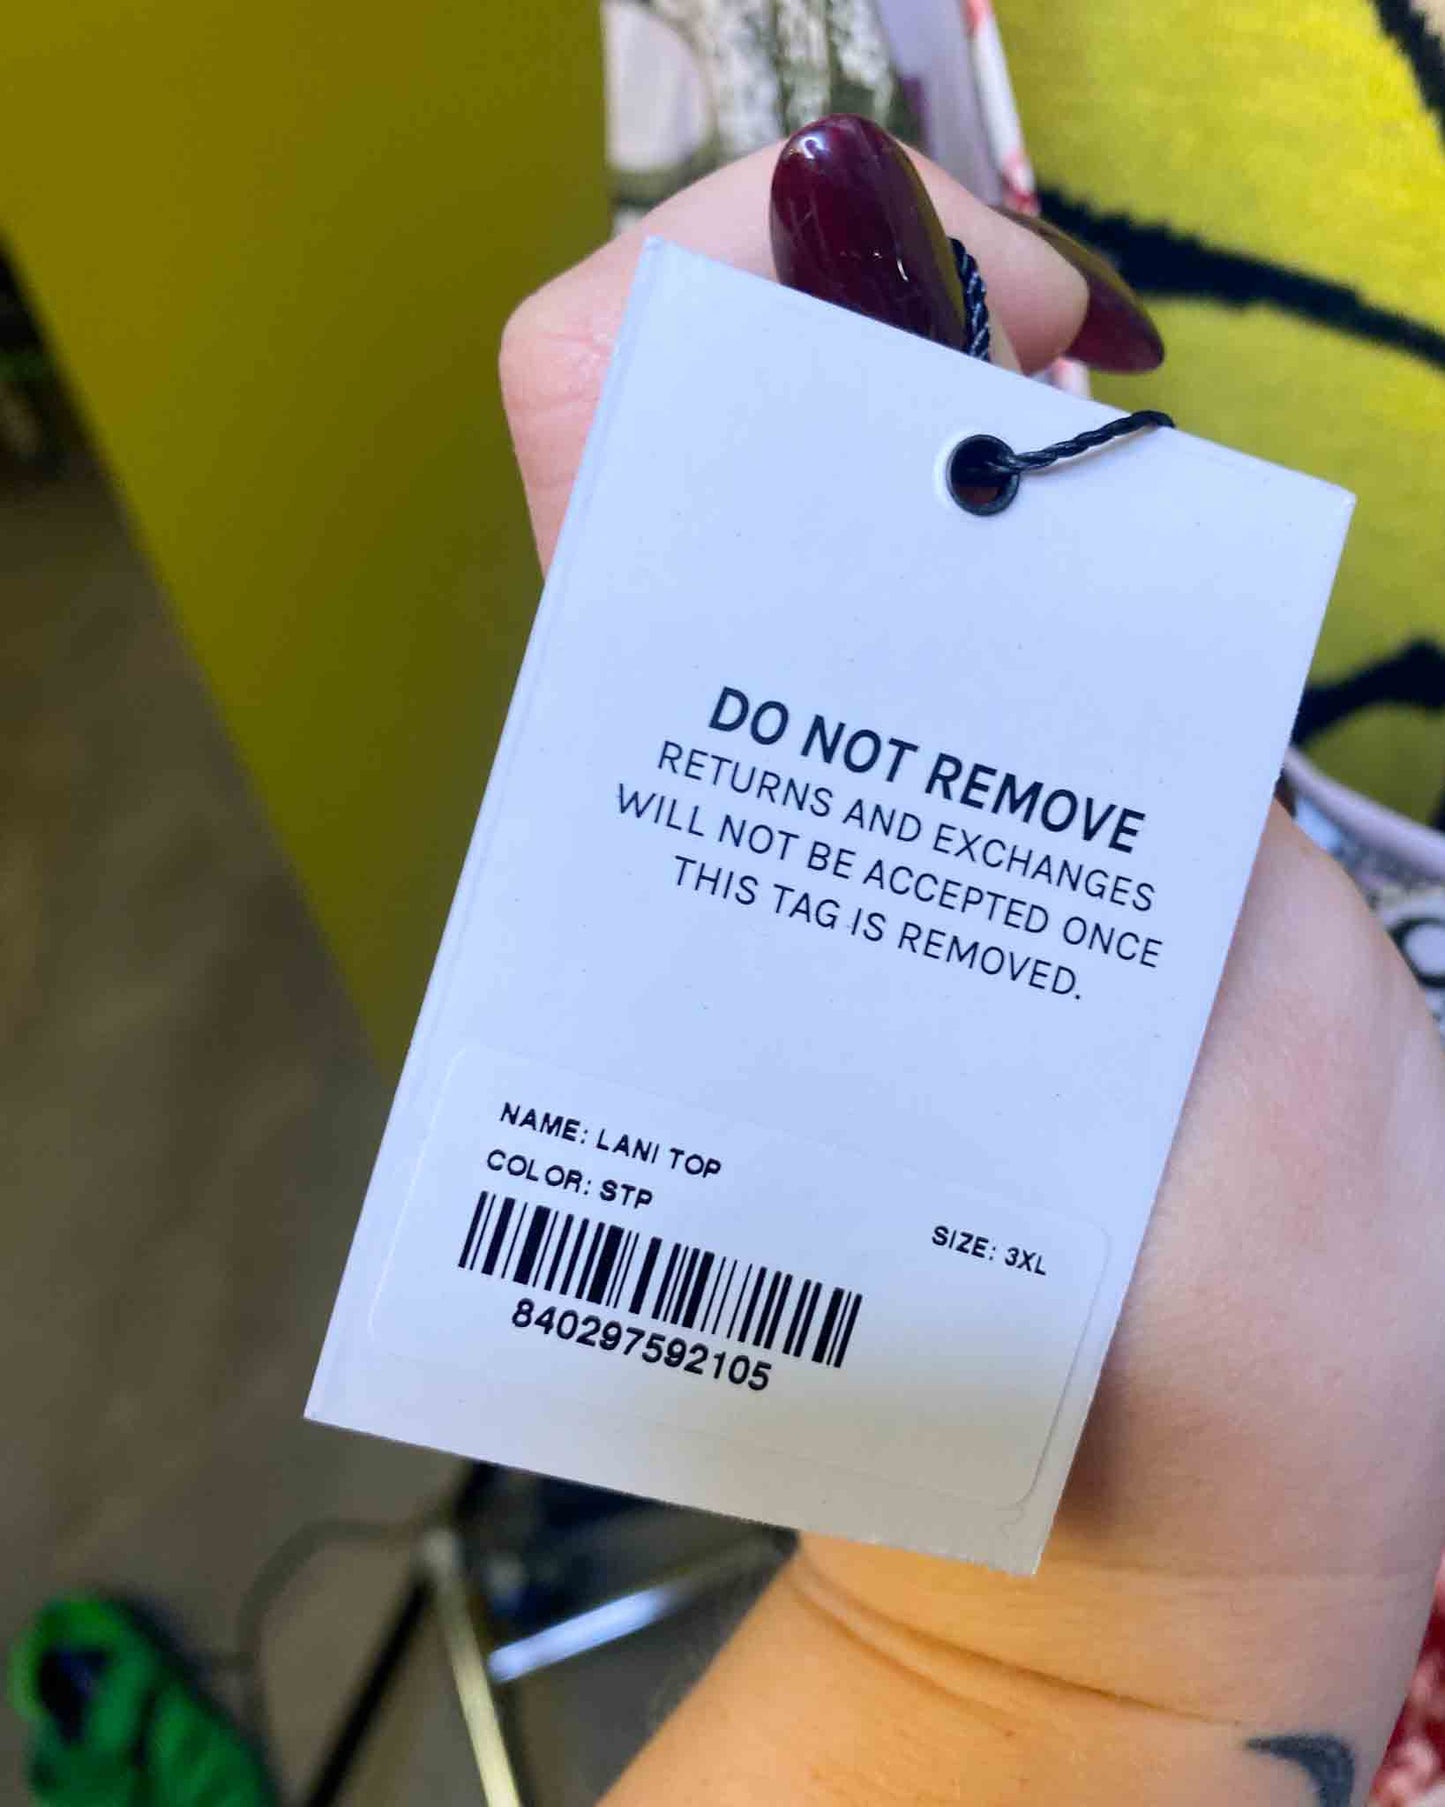 DO NOT REMOVE
RETURNS AND EXCHANGES
WILL NOT BE ACCEPTED ONCE
THIS TAG IS REMOVED.
NAME: LANI TOP
COLOR: STP
SIZE: 3XL
840297592105